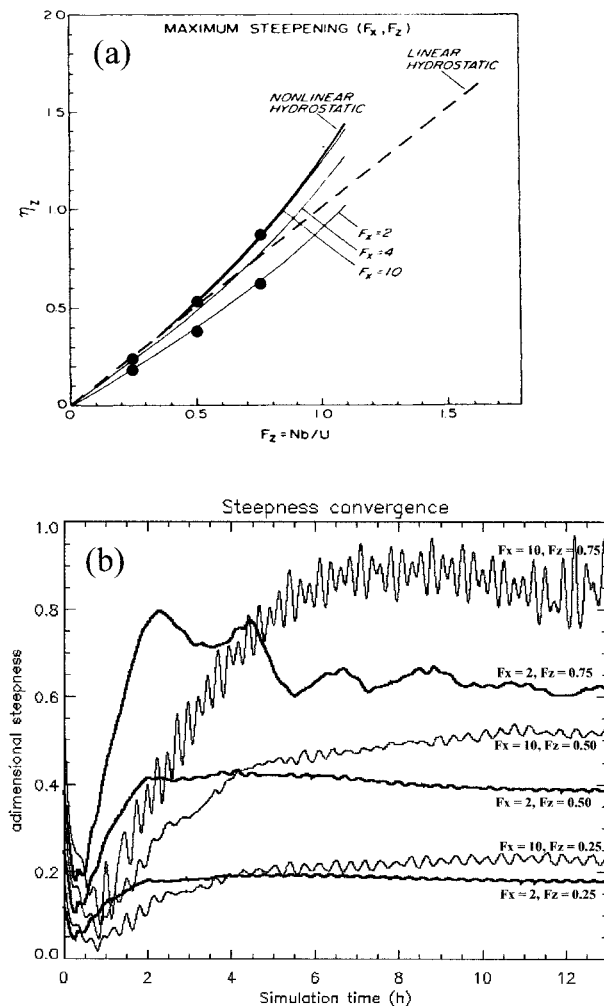 (a)
MAXIMUM STEEPENING (Fx, Fz)
LINEAR
HYDROSTATIC
NONLINEAR
HYDROSTATIC
2.0
1.5
1.0
0.5
0
ηz
Fx=2
Fx=4
Fx=10
0 0.5 1.0 1.5
Fz = Nb/U
Steepness convergence
(b)
1.0
0.8
0.6
0.4
0.2
0.0
adimensional steepness
Fx = 10, Fz = 0.75
Fx = 2, Fz = 0.75
Fx = 10, Fz = 0.50
Fx = 2, Fz = 0.50
Fx = 10, Fz = 0.25
Fx = 2, Fz = 0.25
0 2 4 6 8 10 12
Simulation time (h)